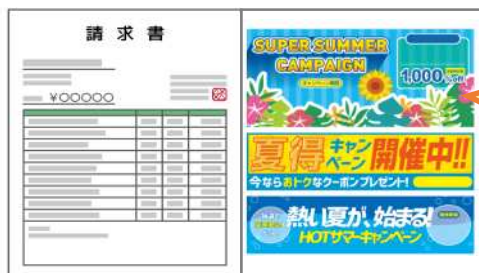 請求書
¥OOOOO
SUPER SUMMER
CAMPAIGN
1,000
夏得キャンペーン開催中!!
今ならおトクなクーポンプレゼント!
熱い夏が、始まる!
HOTサマーキャンペーン